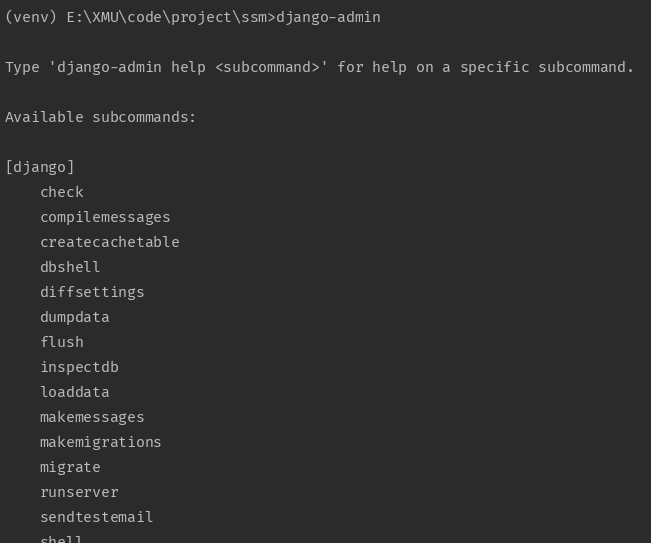 (venv) E:\XMU\code\project\ssm>django-admin
Type 'django-admin help <subcommand>' for help on a specific subcommand.
Available subcommands:
[django]
check
compilemessages
createcachetable
dbshell
diffsettings
dumpdata
flush
inspectdb
loaddata
makemessages
makemigrations
migrate
runserver
sendtestemail
shell